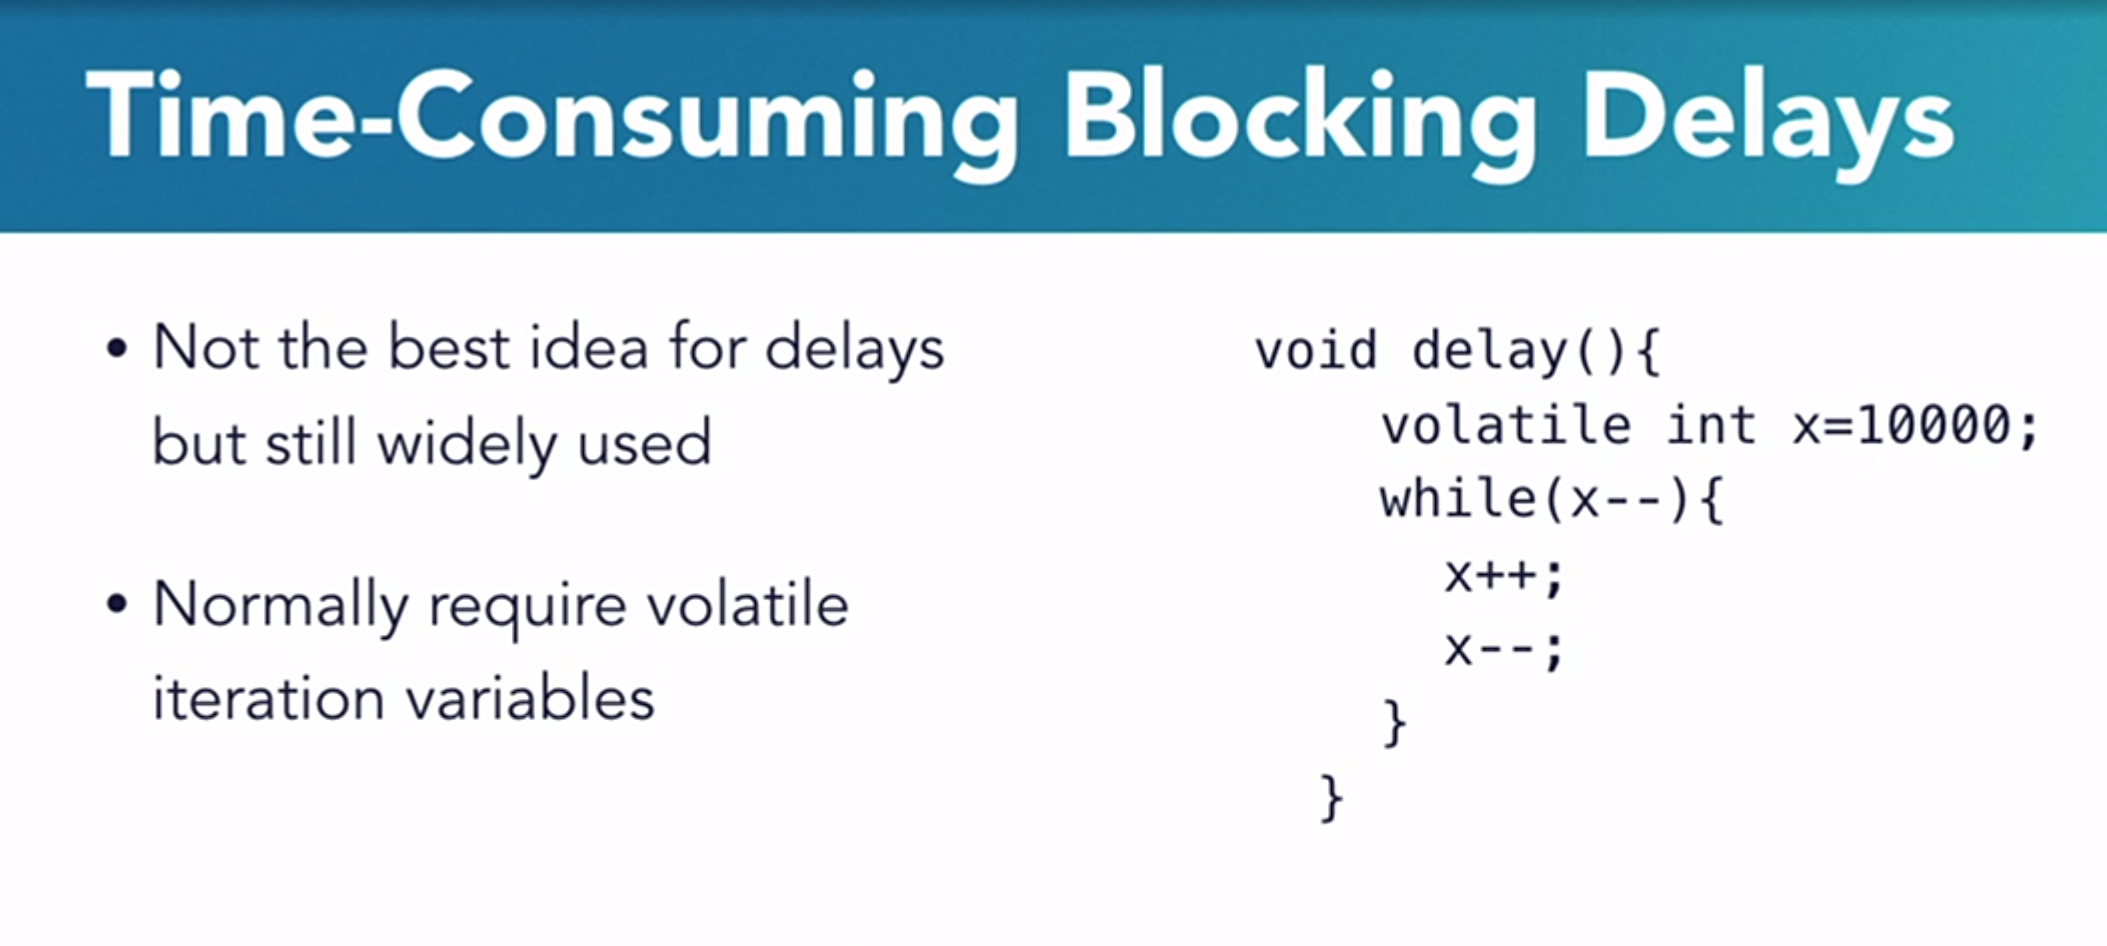 Time-Consuming Blocking Delays
• Not the best idea for delays
but still widely used
• Normally require volatile
iteration variables
void delay(){
volatile int x=10000;
while(x--){
x++;
x--;
}
}